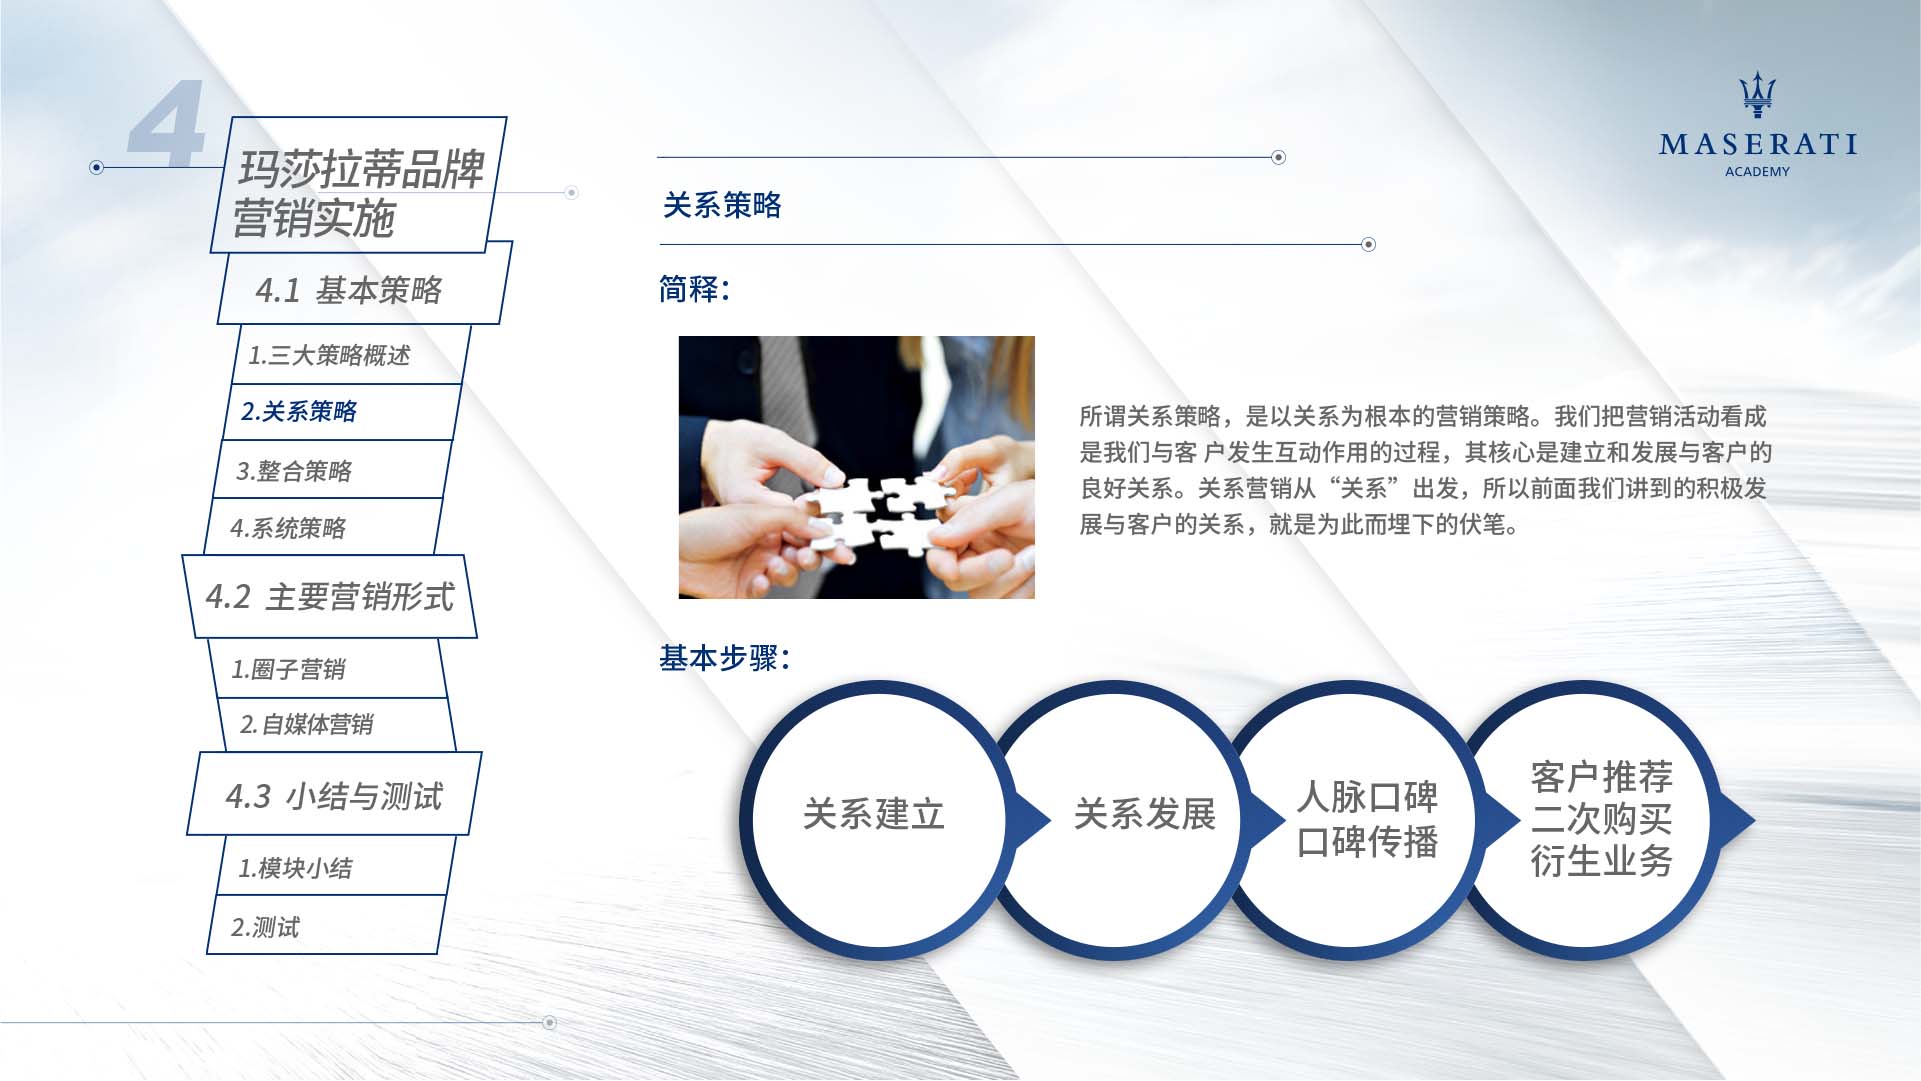 4
玛莎拉蒂品牌
营销实施
4.1 基本策略
1.三大策略概述
2.关系策略
3.整合策略
4.系统策略
4.2 主要营销形式
1.圈子营销
2.自媒体营销
4.3 小结与测试
1.模块小结
2.测试
MASERATI
ACADEMY
关系策略
简释：
所谓关系策略，是以关系为根本的营销策略。我们把营销活动看成
是我们与客 户发生互动作用的过程，其核心是建立和发展与客户的
良好关系。关系营销从“关系”出发，所以前面我们讲到的积极发
展与客户的关系，就是为此而埋下的伏笔。
基本步骤：
关系建立
关系发展
人脉口碑
口碑传播
客户推荐
二次购买
衍生业务